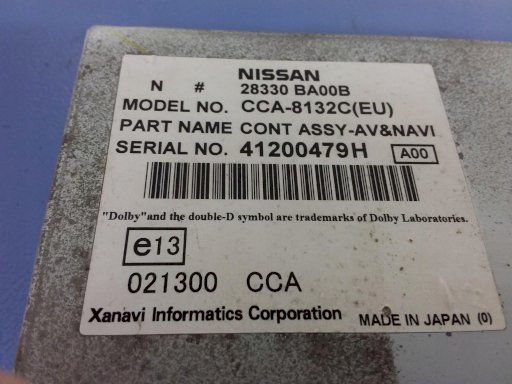 NISSAN
N # 28330 BA00B
MODEL NO. CCA-8132C(EU)
PART NAME CONT ASSY-AV&NAVI
SERIAL NO. 41200479H A00
"Dolby"and the double-D symbol are trademarks of Dolby Laboratories.
e13
021300 CCA
Xanavi Informatics Corporation MADE IN JAPAN (0)